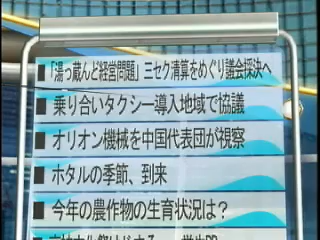 ■「湯っ蔵んど経営問題」三セク清算をめぐり議会採決へ
■ 乗り合いタクシー導入地域で協議
■ オリオン機械を中国代表団が視察
■ ホタルの季節、到来
■ 今年の農作物の生育状況は?